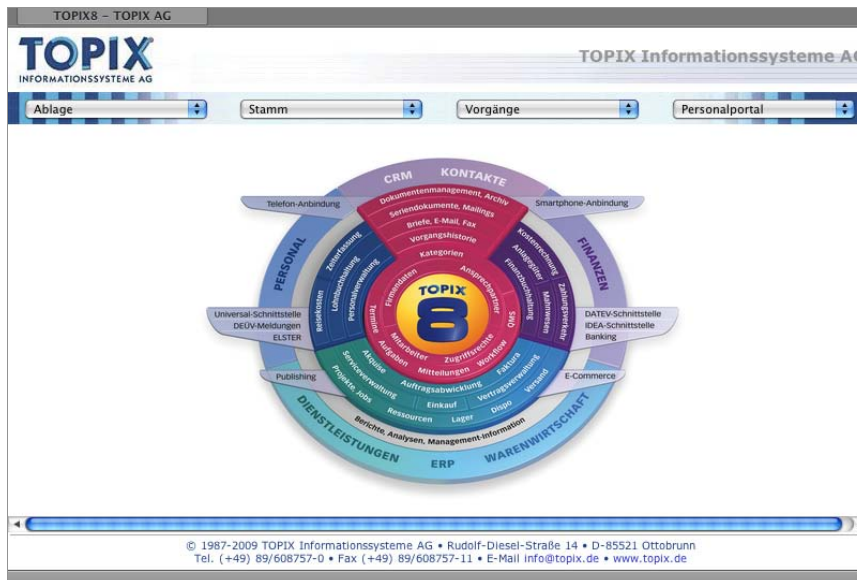 TOPIX8 – TOPIX AG
TOPIX
INFORMATIONSSYSTEME AG
TOPIX Informationssysteme AG
Ablage
Stamm
Vorgänge
Personalportal
CRM
KONTAKTE
Dokumentenmanagement, Archiv
Seriendokumente, Mailings
Briefe, E-Mail, Fax
Vorgangshistorie
Kategorien
Telefon-Anbindung
Smartphone-Anbindung
PERSONAL
Zeiterfassung
Lohnbuchhaltung
Personalverwaltung
Reisekosten
FINANZEN
Kostenrechnung
Anlagegüter
Finanzbuchhaltung
Zahlungsverkehr
Mahnwesen
Firmendaten
Ansprechpartner
Termine
QMS
TOPIX
8
Aufgaben
Mitarbeiter
Mitteilungen
Zugriffsrechte
Workflow
Universal-Schnittstelle
DEÜV-Meldungen
ELSTER
DATEV-Schnittstelle
iDEA-Schnittstelle
Banking
Publishing
E-Commerce
Akquise
Serviceverwaltung
Projekte, Jobs
Auftragsabwicklung
Faktura
Vertragsverwaltung
Versand
Einkauf
Ressourcen
Lager
Dispo
Berichte, Analysen, Management-Information
DIENSTLEISTUNGEN
ERP
WARENWIRTSCHAFT
© 1987-2009 TOPIX Informationssysteme AG • Rudolf-Diesel-Straße 14 • D-85521 Ottobrunn
Tel. (+49) 89/608757-0 • Fax (+49) 89/608757-11 • E-Mail info@topix.de • www.topix.de